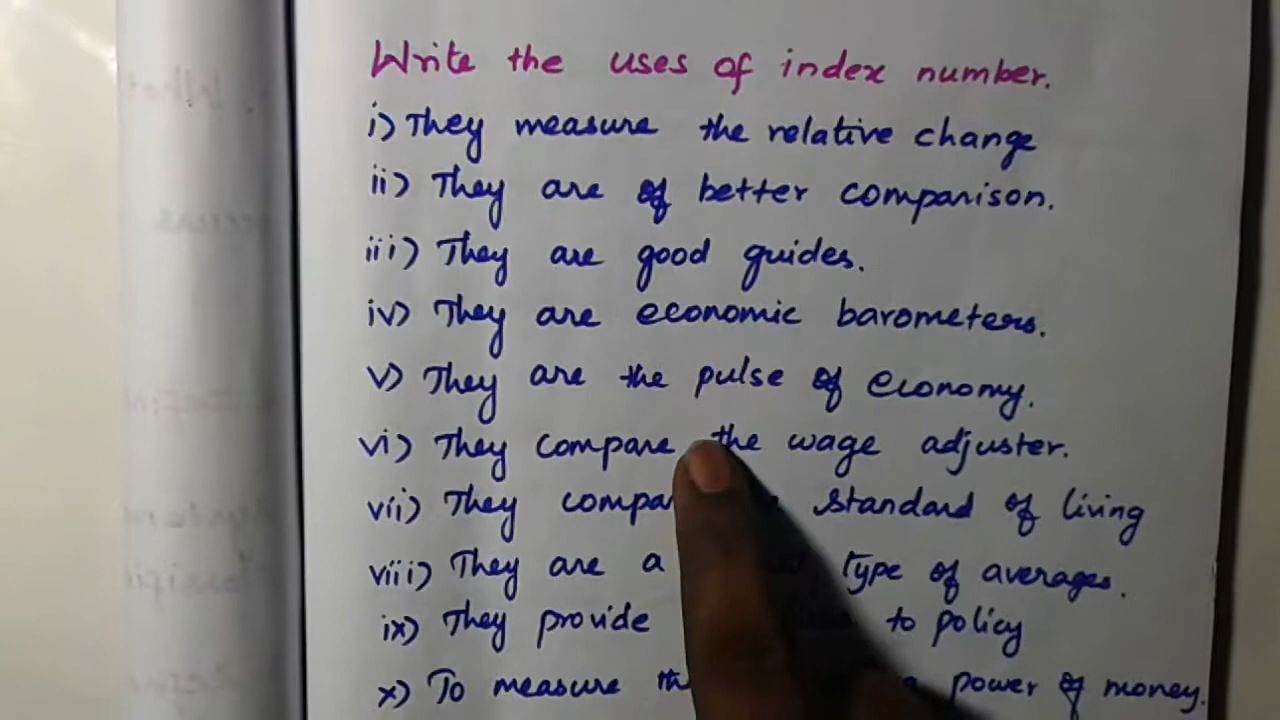 Write the uses of index number.
i) They measure the relative change
ii) They are of better comparison.
iii) They are good guides.
iv) They are economic barometers.
v) They are the pulse of economy.
vi) They compare the wage adjuster.
vii) They standard of living
viii) They are a type of averages.
ix) They provide to policy
x) To measure power of money.